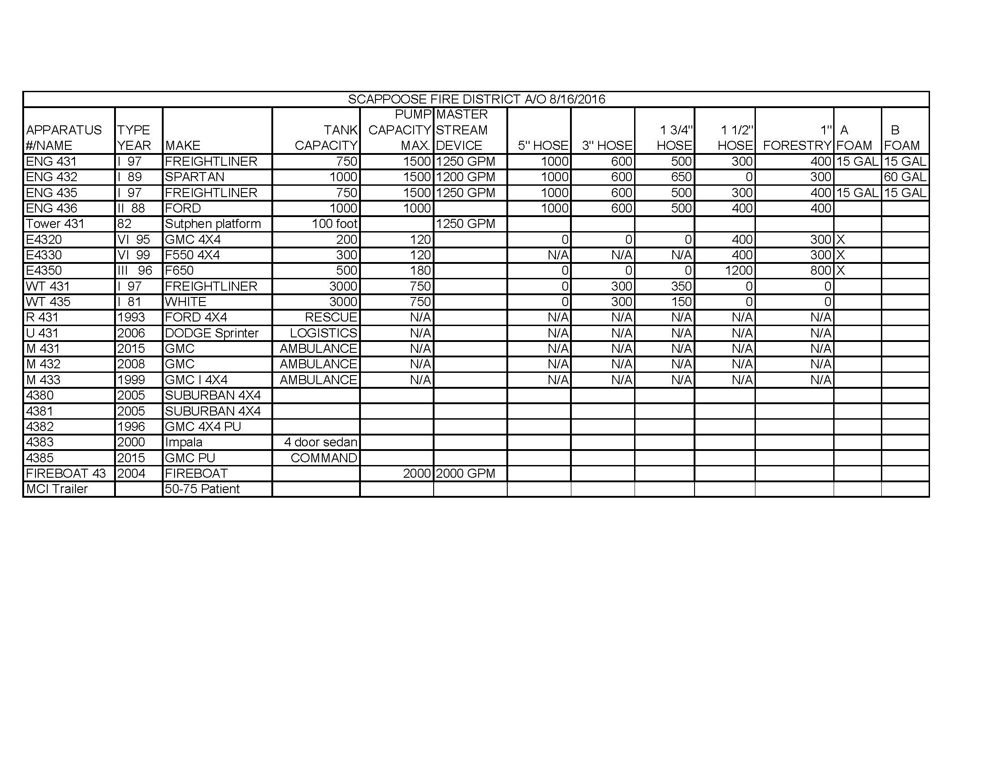 SCAPPOOSE FIRE DISTRICT A/O 8/16/2016
APPARATUS #/NAME TYPE YEAR MAKE TANK CAPACITY PUMP CAPACITY MAX. MASTER STREAM DEVICE 5" HOSE 3" HOSE 1 3/4" HOSE 1 1/2" HOSE 1" FORESTRY A FOAM B FOAM
ENG 431 I 97 FREIGHTLINER 750 1500 1250 GPM 1000 600 500 300 400 15 GAL 15 GAL
ENG 432 I 89 SPARTAN 1000 1500 1200 GPM 1000 600 650 0 300 60 GAL
ENG 435 I 97 FREIGHTLINER 750 1500 1250 GPM 1000 600 500 300 400 15 GAL 15 GAL
ENG 436 II 88 FORD 1000 1000 1000 600 500 400 400
Tower 431 82 Sutphen platform 100 foot 1250 GPM
E4320 VI 95 GMC 4X4 200 120 0 0 0 400 300 X
E4330 VI 99 F550 4X4 300 120 N/A N/A N/A 400 300 X
E4350 III 96 F650 500 180 0 0 0 1200 800 X
WT 431 I 97 FREIGHTLINER 3000 750 0 300 350 0 0
WT 435 I 81 WHITE 3000 750 0 300 150 0 0
R 431 1993 FORD 4X4 RESCUE N/A N/A N/A N/A N/A N/A
U 431 2006 DODGE Sprinter LOGISTICS N/A N/A N/A N/A N/A N/A
M 431 2015 GMC AMBULANCE N/A N/A N/A N/A N/A N/A
M 432 2008 GMC AMBULANCE N/A N/A N/A N/A N/A N/A
M 433 1999 GMC I 4X4 AMBULANCE N/A N/A N/A N/A N/A N/A
4380 2005 SUBURBAN 4X4
4381 2005 SUBURBAN 4X4
4382 1996 GMC 4X4 PU
4383 2000 Impala 4 door sedan
4385 2015 GMC PU COMMAND
FIREBOAT 43 2004 FIREBOAT 2000 2000 GPM
MCI Trailer 50-75 Patient